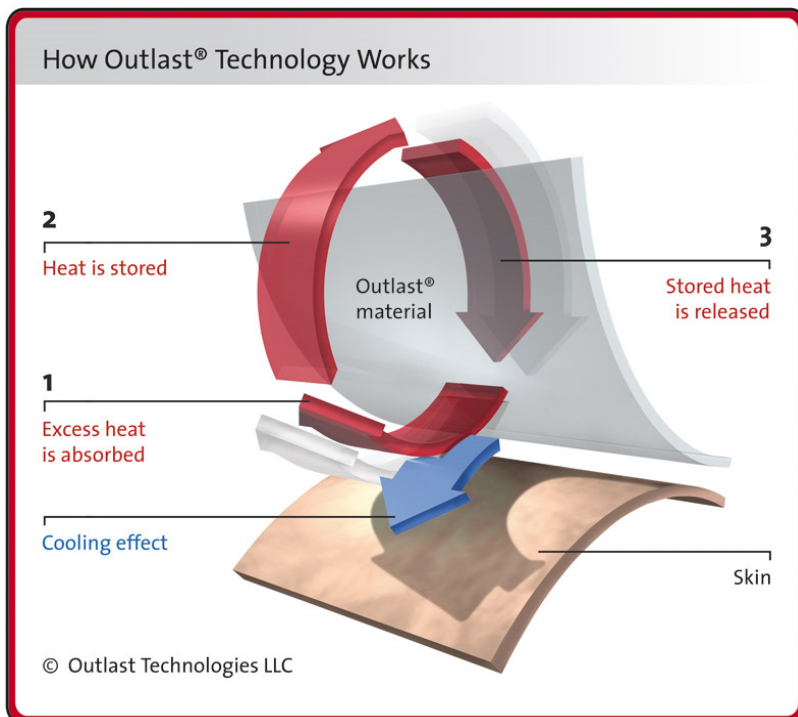 How Outlast® Technology Works
2
Heat is stored
3
Stored heat
is released
Outlast®
material
1
Excess heat
is absorbed
Cooling effect
Skin
© Outlast Technologies LLC